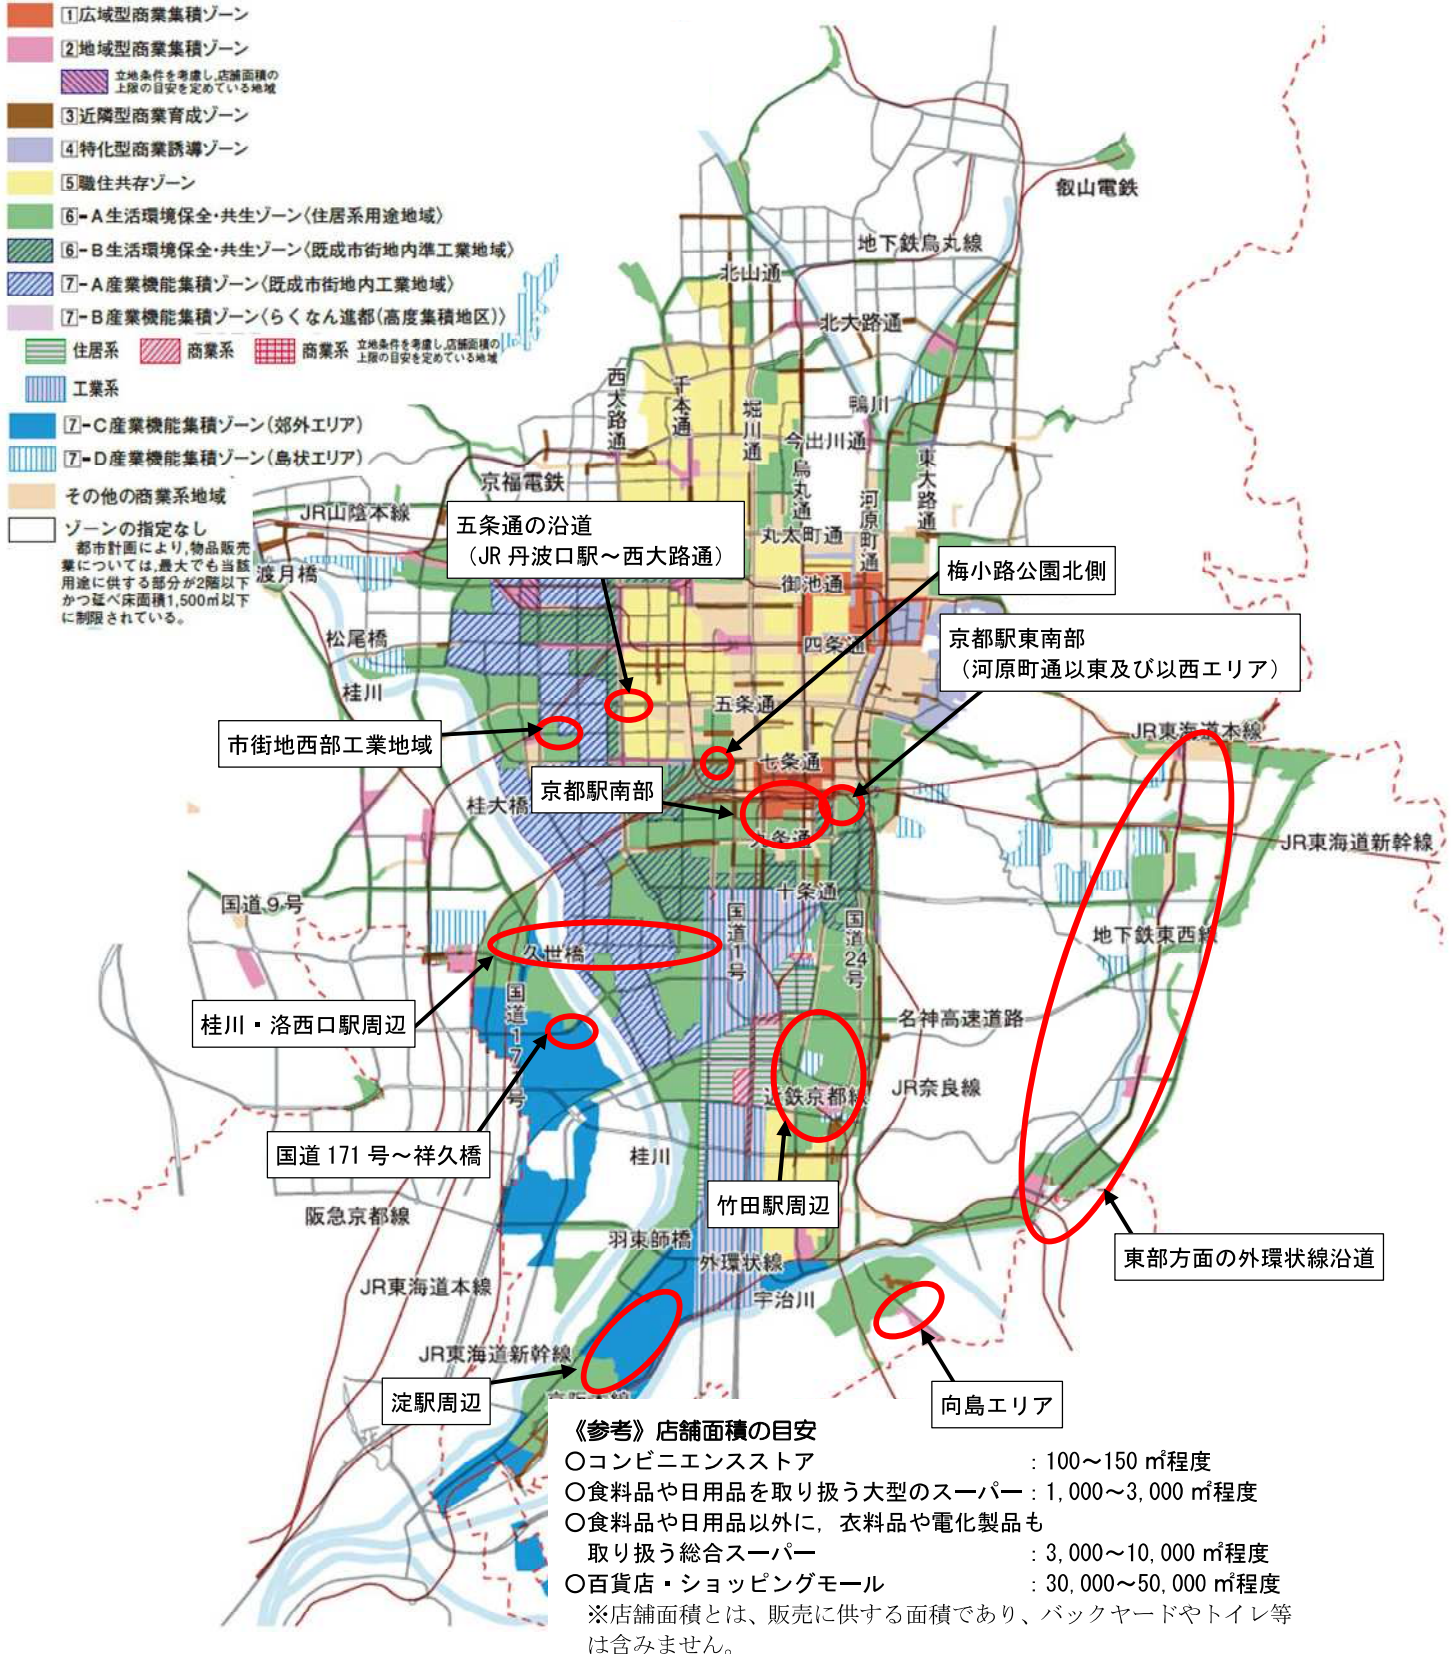 1広域型商業集積ゾーン
2地域型商業集積ゾーン
立地条件を考慮し,店舗面積の
上限の目安を定めている地域
3近隣型商業育成ゾーン
4特化型商業誘導ゾーン
5職住共存ゾーン
6-A生活環境保全・共生ゾーン〈住居系用途地域〉
6-B生活環境保全・共生ゾーン〈既成市街地内準工業地域〉
7-A産業機能集積ゾーン〈既成市街地内工業地域〉
7-B産業機能集積ゾーン〈らくなん進都(高度集積地区)〉
住居系
商業系
商業系
立地条件を考慮し,店舗面積の
上限の目安を定めている地域
工業系
7-C産業機能集積ゾーン(郊外エリア)
7-D産業機能集積ゾーン(島状エリア)
その他の商業系地域
ゾーンの指定なし
都市計画により,物品販売
業については,最大でも当該
用途に供する部分が2階以下
かつ延べ床面積1,500㎡以下
に制限されている。
叡山電鉄
地下鉄烏丸線
北山通
北大路通
西大路通
千本通
堀川通
鴨川
今出川通
烏丸通
河原町通
東大路通
京福電鉄
JR山陰本線
丸太町通
五条通の沿道
（JR 丹波口駅～西大路通）
渡月橋
御池通
梅小路公園北側
松尾橋
四条通
京都駅東南部
（河原町通以東及び以西エリア）
桂川
五条通
市街地西部工業地域
JR東海道本線
七条通
京都駅南部
桂大橋
九条通
JR東海道新幹線
十条通
国道9号
国道1号
国道24号
地下鉄東西線
久世橋
国道171号
桂川・洛西口駅周辺
名神高速道路
近鉄京都線
JR奈良線
国道 171 号～祥久橋
桂川
竹田駅周辺
阪急京都線
羽束師橋
外環状線
東部方面の外環状線沿道
JR東海道本線
宇治川
JR東海道新幹線
淀駅周辺
向島エリア
《参考》店舗面積の目安
○コンビニエンスストア : 100～150 ㎡程度
○食料品や日用品を取り扱う大型のスーパー : 1,000～3,000 ㎡程度
○食料品や日用品以外に，衣料品や電化製品も
取り扱う総合スーパー : 3,000～10,000 ㎡程度
○百貨店・ショッピングモール : 30,000～50,000 ㎡程度
※店舗面積とは、販売に供する面積であり、バックヤードやトイレ等
は含みません。